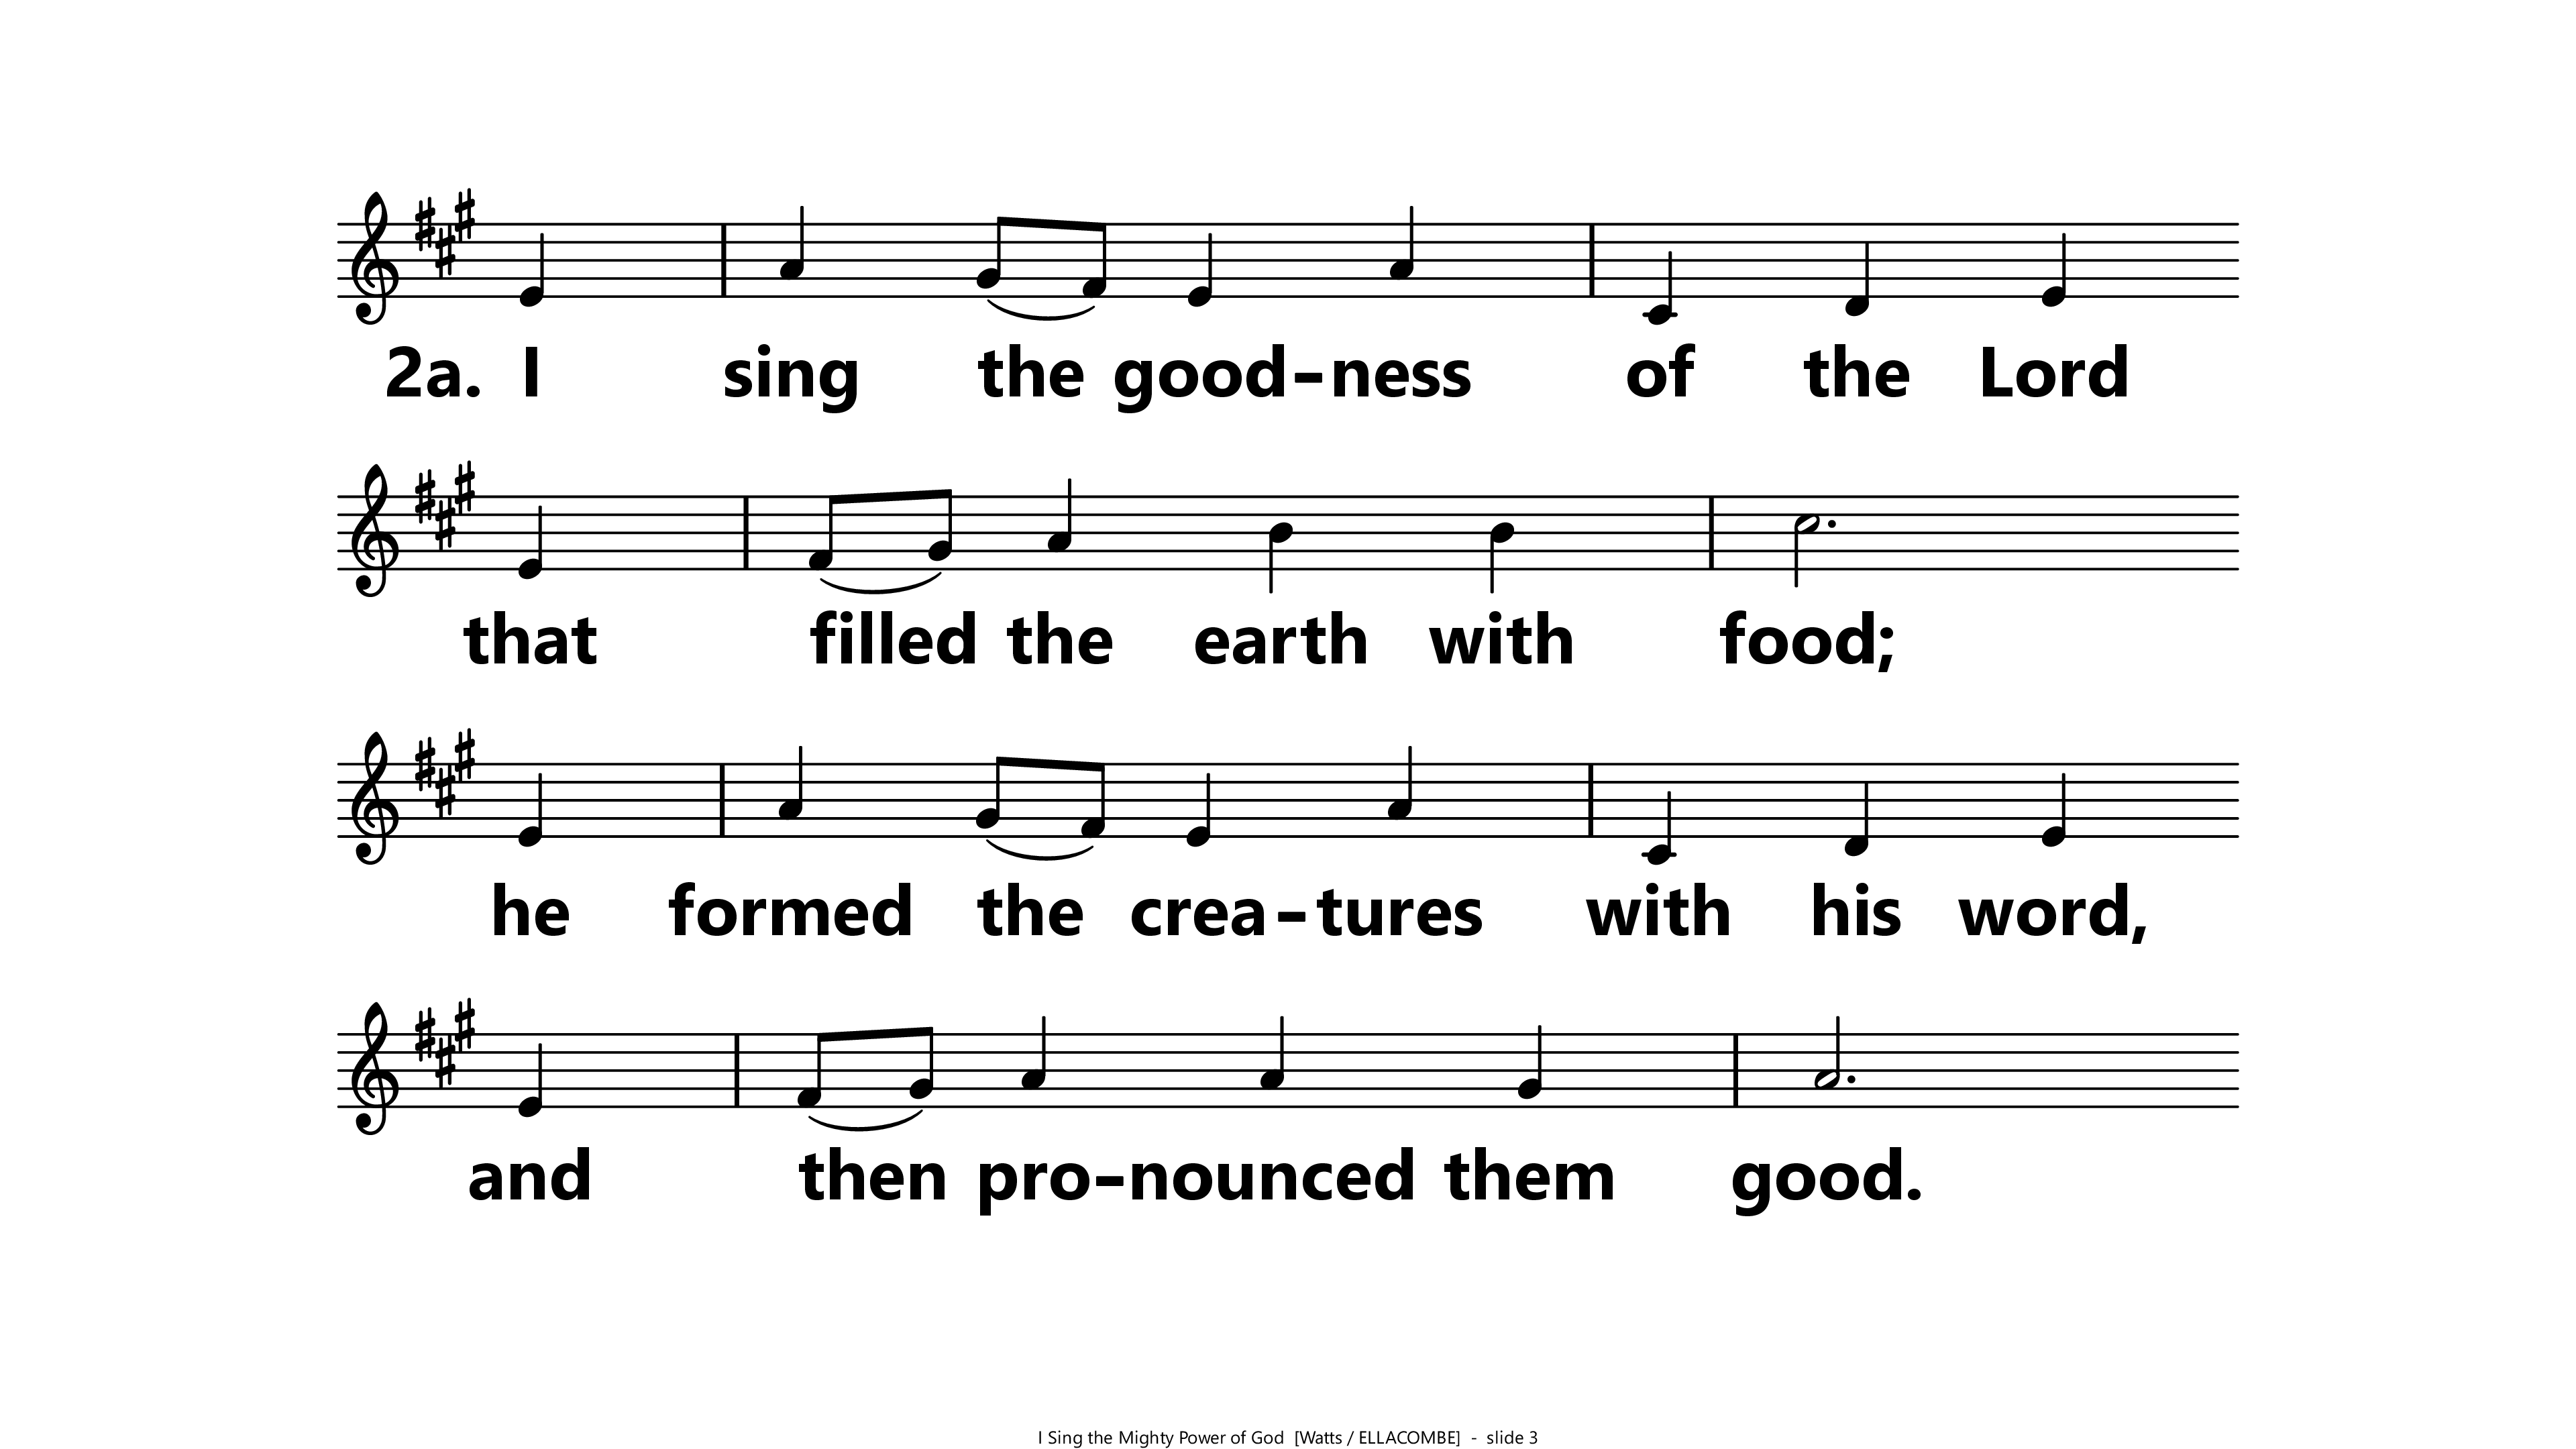 2a. I sing the good-ness of the Lord
that filled the earth with food;
he formed the crea-tures with his word,
and then pro-nounced them good.
I Sing the Mighty Power of God [Watts / ELLACOMBE] - slide 3